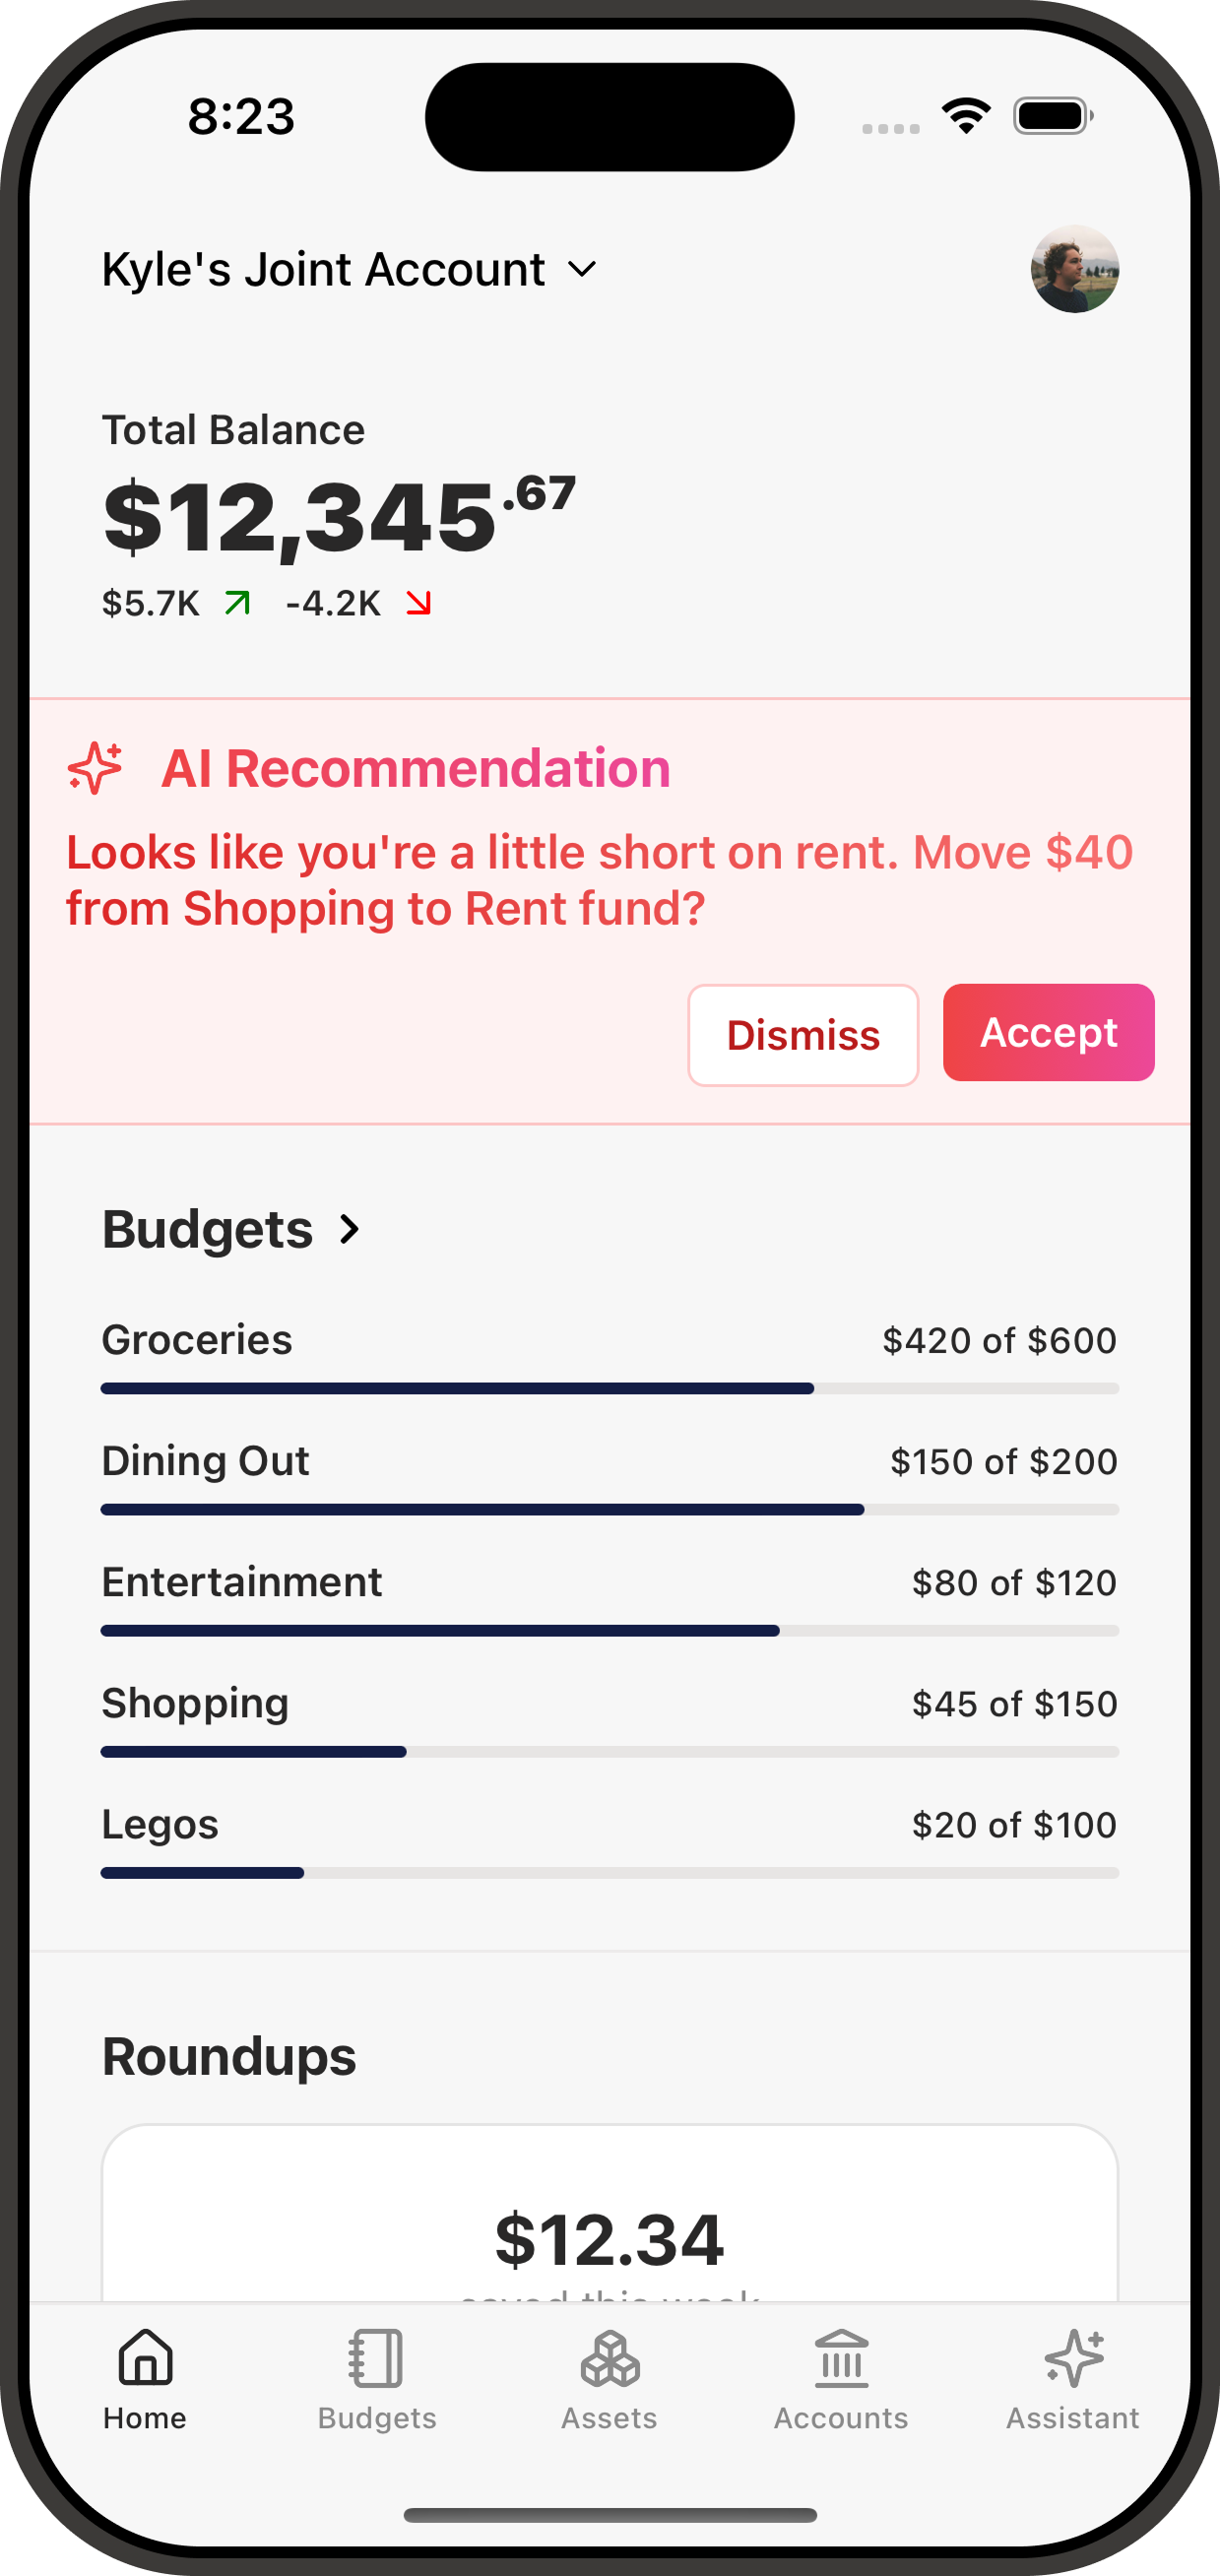 8:23
Kyle's Joint Account
Total Balance
$12,345.67
$5.7K -4.2K
AI Recommendation
Looks like you're a little short on rent. Move $40
from Shopping to Rent fund?
Dismiss Accept
Budgets
Groceries $420 of $600
Dining Out $150 of $200
Entertainment $80 of $120
Shopping $45 of $150
Legos $20 of $100
Roundups
$12.34
saved this week
Home Budgets Assets Accounts Assistant